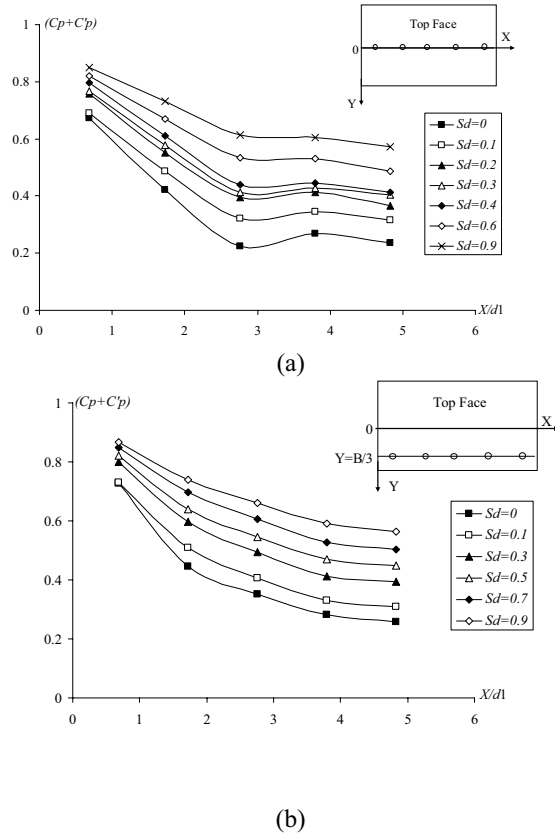 (Cp+C'p)
1
0.8
0.6
0.4
0.2
0
0 1 2 3 4 5 6
X/d1
Top Face
X
0
Y
Sd=0
Sd=0.1
Sd=0.2
Sd=0.3
Sd=0.4
Sd=0.6
Sd=0.9
(a)
(Cp+C'p)
1
0.8
0.6
0.4
0.2
0
0 1 2 3 4 5 6
X/d1
Top Face
X
0
Y=B/3
Y
Sd=0
Sd=0.1
Sd=0.3
Sd=0.5
Sd=0.7
Sd=0.9
(b)